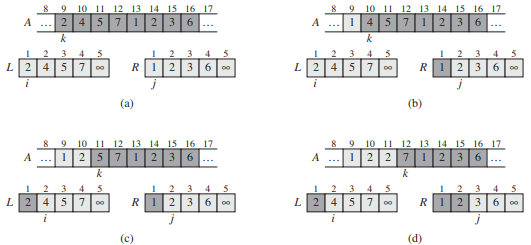 8 9 10 11 12 13 14 15 16 17
A … 2 4 5 7 1 2 3 6 …
k
1 2 3 4 5
L 2 4 5 7 ∞
i
1 2 3 4 5
R 1 2 3 6 ∞
j
(a)
8 9 10 11 12 13 14 15 16 17
A … 1 4 5 7 1 2 3 6 …
k
1 2 3 4 5
L 2 4 5 7 ∞
i
1 2 3 4 5
R 1 2 3 6 ∞
j
(b)
8 9 10 11 12 13 14 15 16 17
A … 1 2 5 7 1 2 3 6 …
k
1 2 3 4 5
L 2 4 5 7 ∞
i
1 2 3 4 5
R 1 2 3 6 ∞
j
(c)
8 9 10 11 12 13 14 15 16 17
A … 1 2 2 7 1 2 3 6 …
k
1 2 3 4 5
L 2 4 5 7 ∞
i
1 2 3 4 5
R 1 2 3 6 ∞
j
(d)